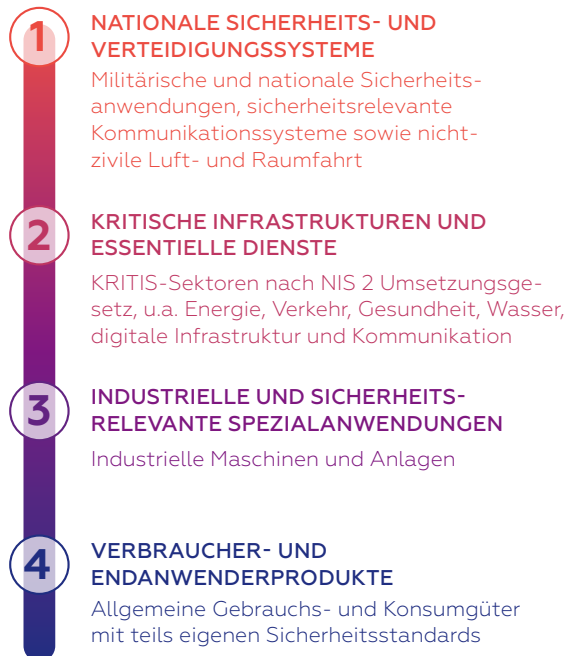 1
NATIONALE SICHERHEITS- UND
VERTEIDIGUNGSSYSTEME
Militärische und nationale Sicherheits-
anwendungen, sicherheitsrelevante
Kommunikationssysteme sowie nicht-
zivile Luft- und Raumfahrt
2
KRITISCHE INFRASTRUKTUREN UND
ESSENTIELLE DIENSTE
KRITIS-Sektoren nach NIS 2 Umsetzungsge-
setz, u.a. Energie, Verkehr, Gesundheit, Wasser,
digitale Infrastruktur und Kommunikation
3
INDUSTRIELLE UND SICHERHEITS-
RELEVANTE SPEZIALANWENDUNGEN
Industrielle Maschinen und Anlagen
4
VERBRAUCHER- UND
ENDANWENDERPRODUKTE
Allgemeine Gebrauchs- und Konsumgüter
mit teils eigenen Sicherheitsstandards